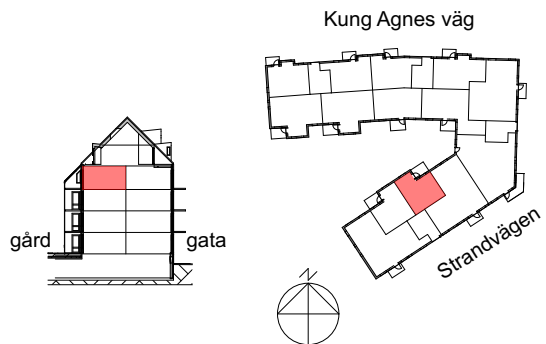 Kung Agnes väg
gård
gata
Strandvägen
N